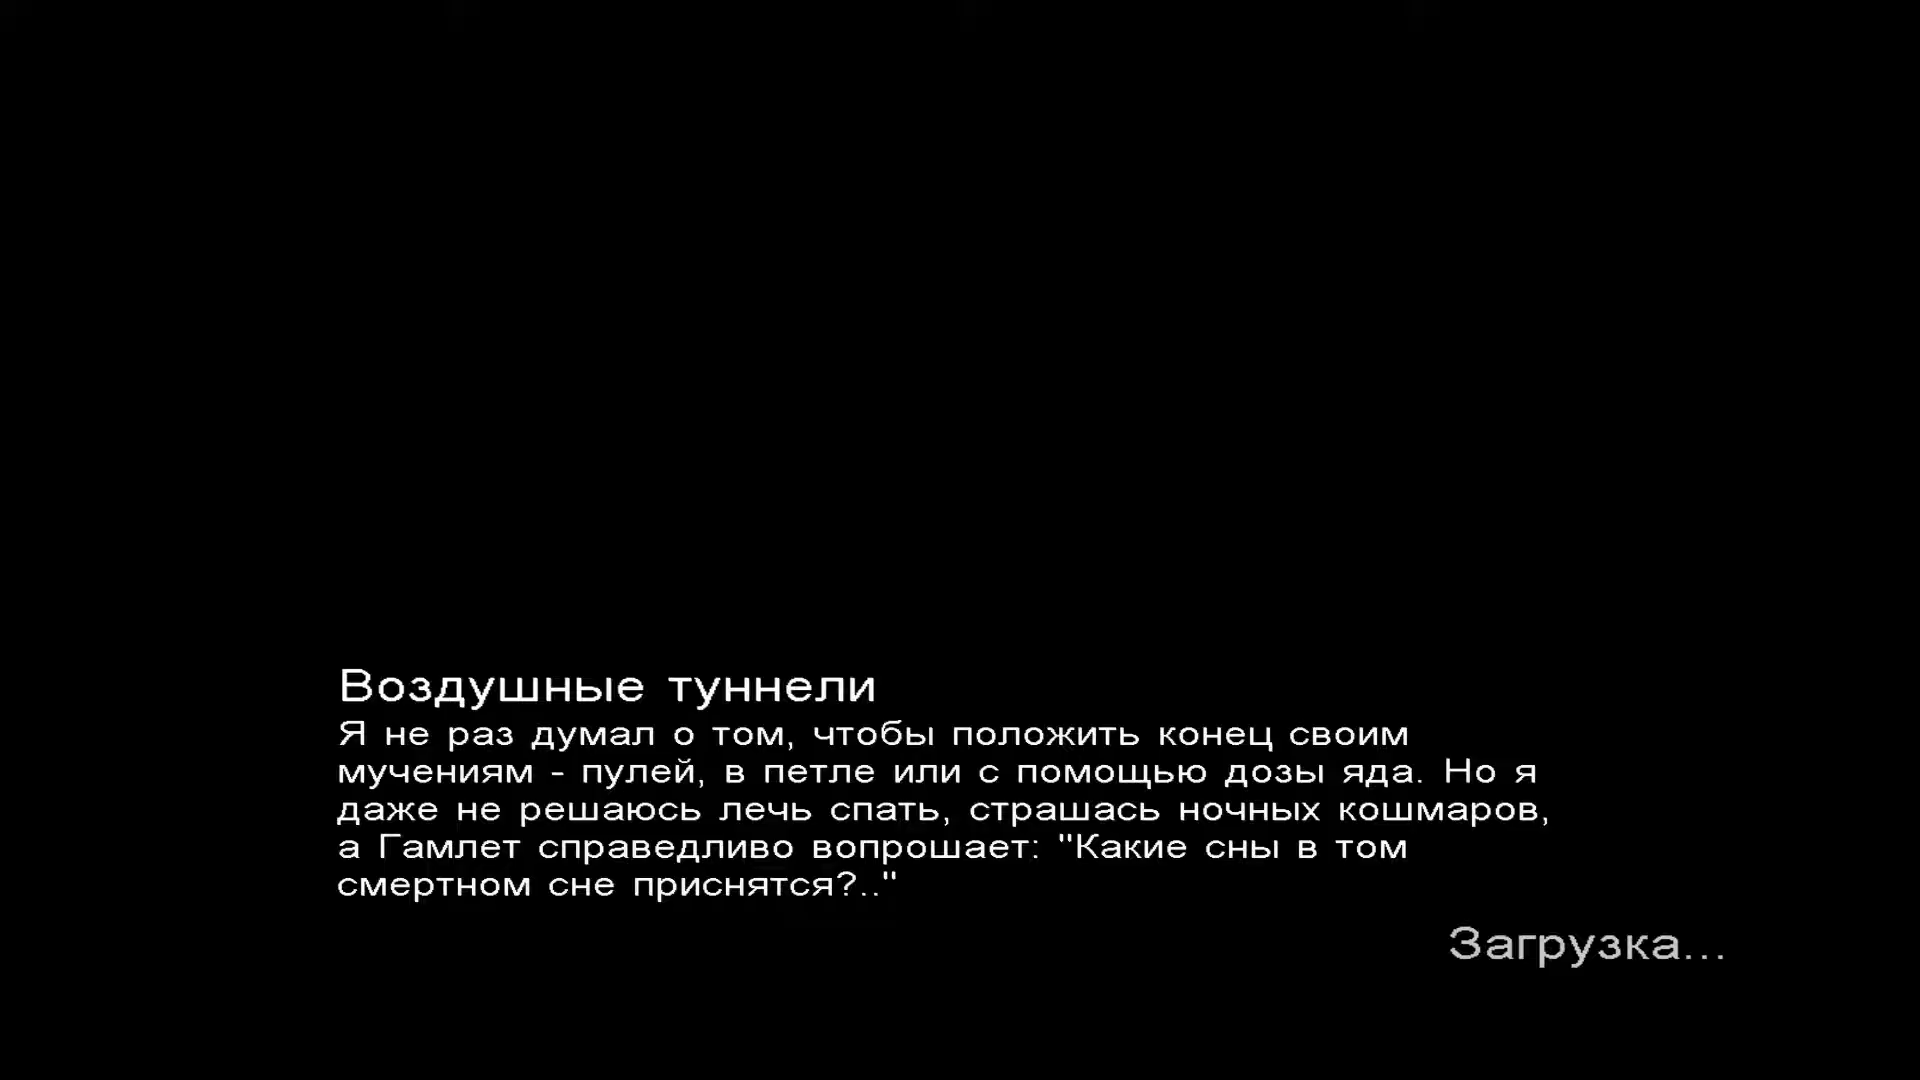 Воздушные туннели
Я не раз думал о том, чтобы положить конец своим
мучениям - пулей, в петле или с помощью дозы яда. Но я
даже не решаюсь лечь спать, страшась ночных кошмаров,
а Гамлет справедливо вопрошает: "Какие сны в том
смертном сне приснятся?.."
Загрузка...